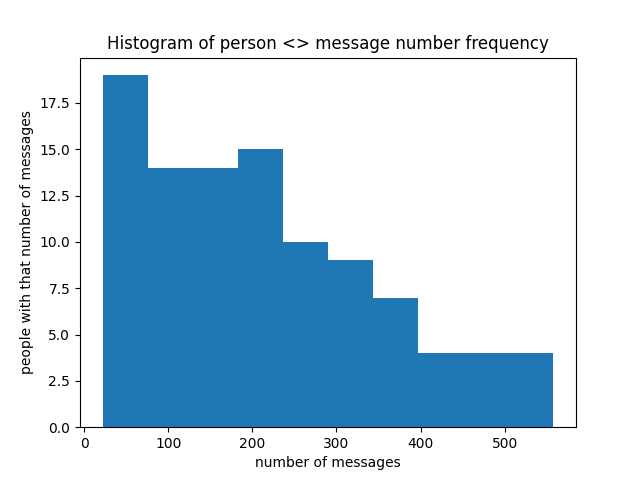 Histogram of person <> message number frequency
17.5
15.0
12.5
10.0
7.5
5.0
2.5
0.0
people with that number of messages
0 100 200 300 400 500
number of messages